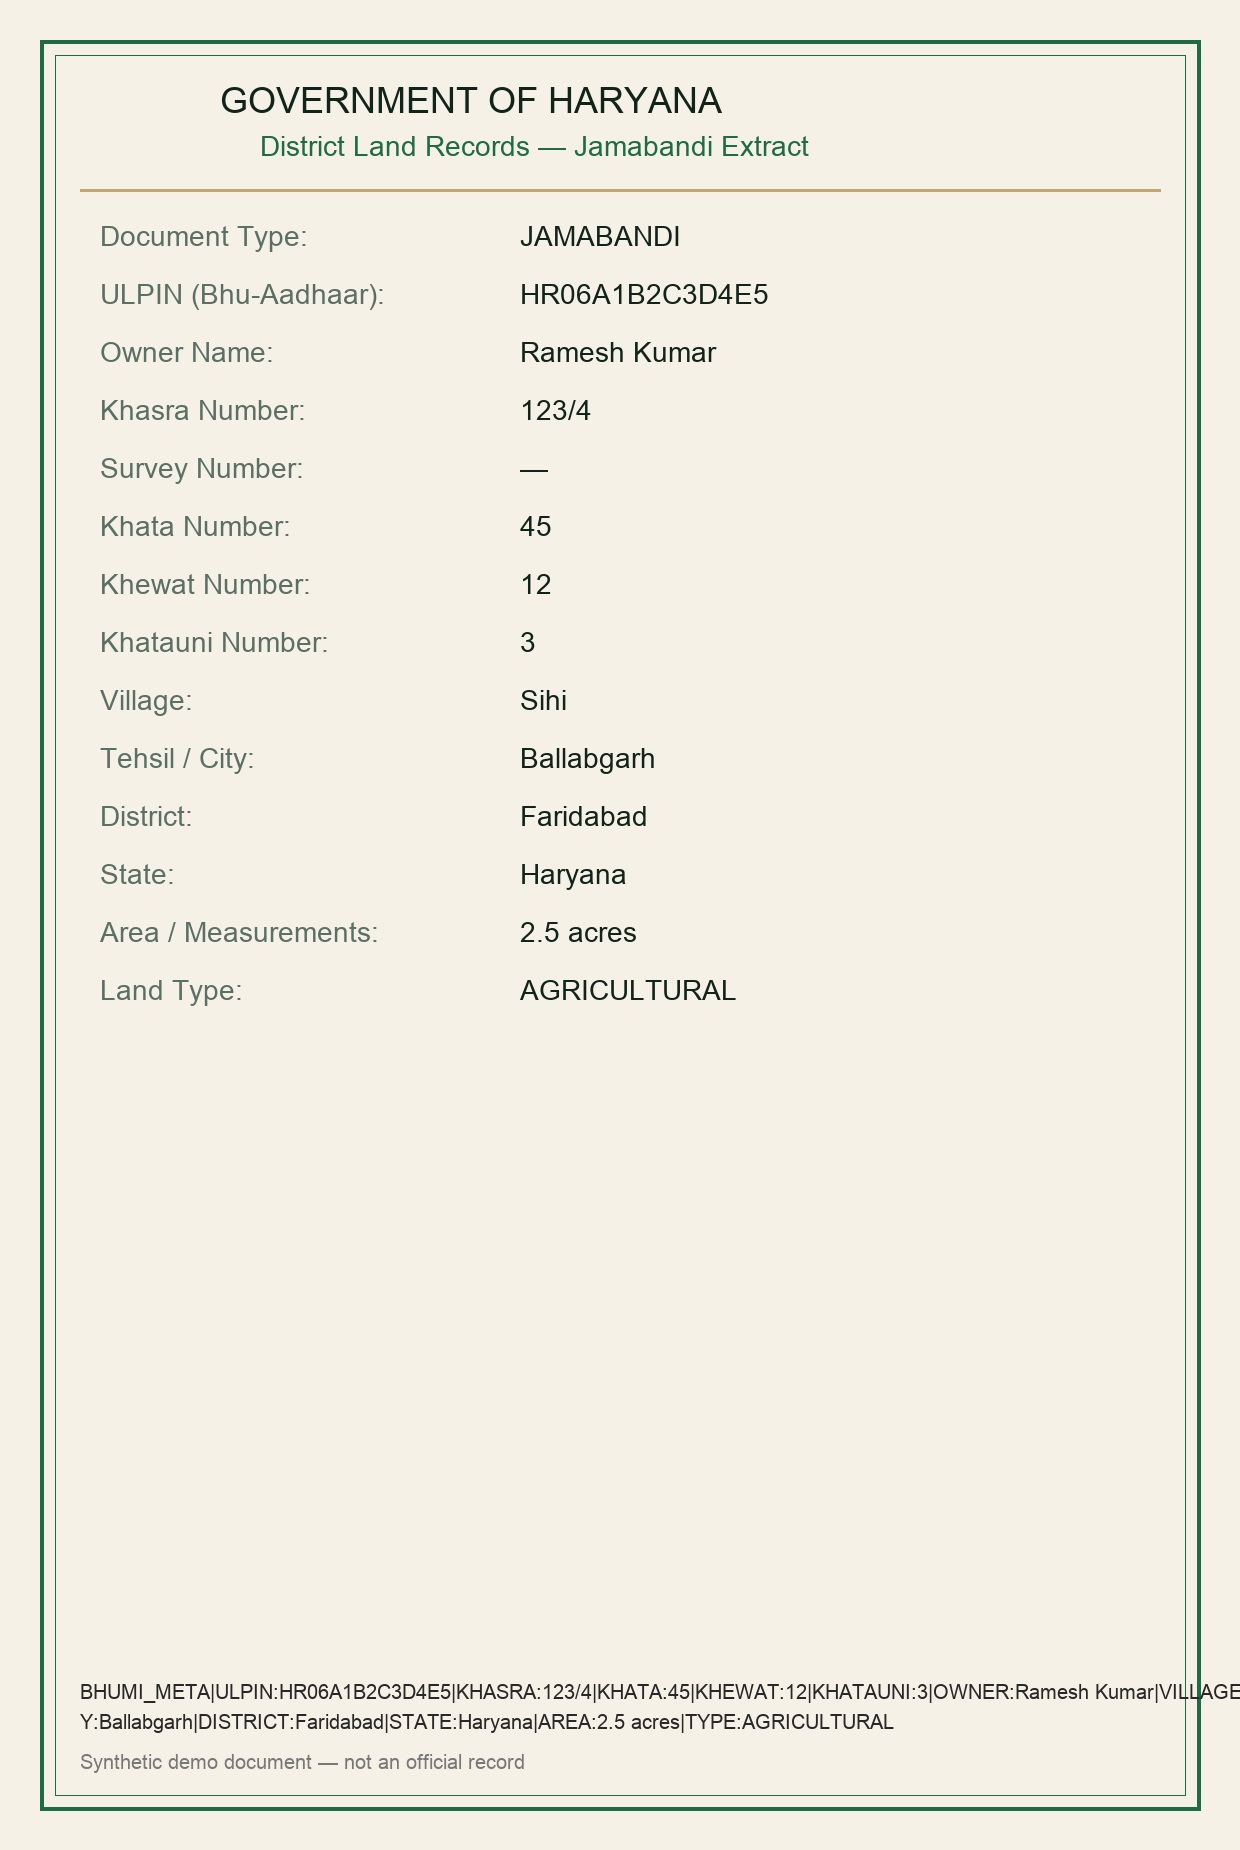 GOVERNMENT OF HARYANA
District Land Records — Jamabandi Extract
Document Type: JAMABANDI
ULPIN (Bhu-Aadhaar): HR06A1B2C3D4E5
Owner Name: Ramesh Kumar
Khasra Number: 123/4
Survey Number: —
Khata Number: 45
Khewat Number: 12
Khatauni Number: 3
Village: Sihi
Tehsil / City: Ballabgarh
District: Faridabad
State: Haryana
Area / Measurements: 2.5 acres
Land Type: AGRICULTURAL
BHUMI_META|ULPIN:HR06A1B2C3D4E5|KHASRA:123/4|KHATA:45|KHEWAT:12|KHATAUNI:3|OWNER:Ramesh Kumar|VILLAGE
Y:Ballabgarh|DISTRICT:Faridabad|STATE:Haryana|AREA:2.5 acres|TYPE:AGRICULTURAL
Synthetic demo document — not an official record